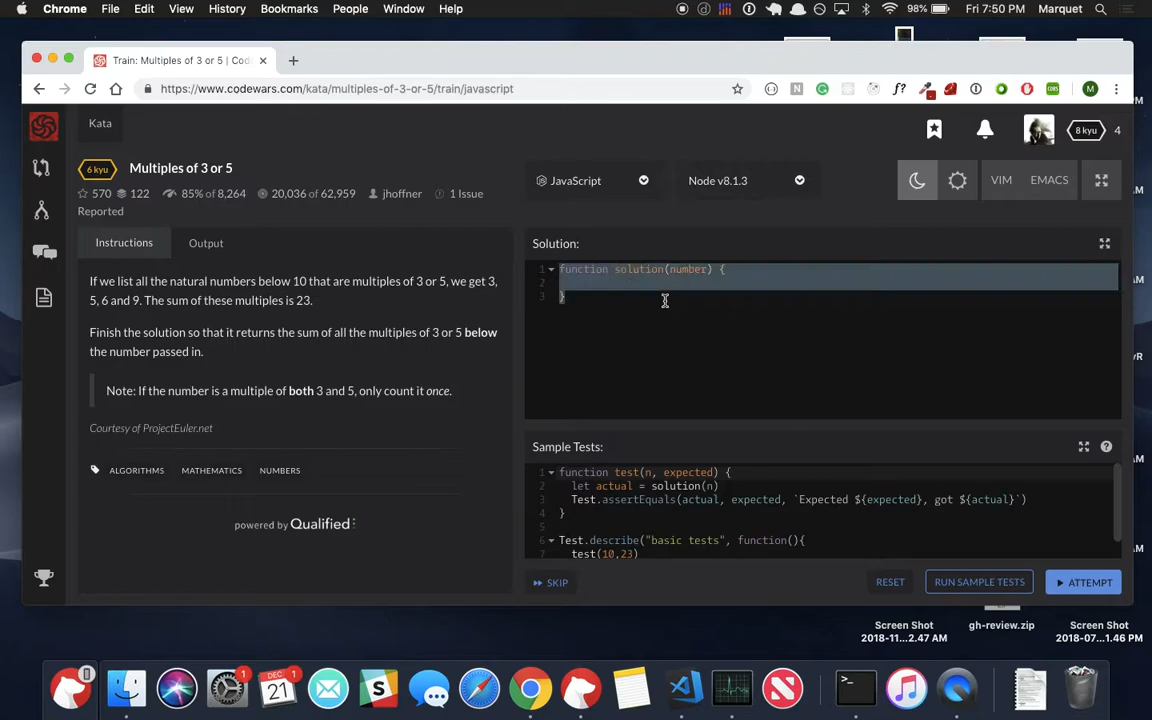 Chrome File Edit View History Bookmarks People Window Help 98% Fri 7:50 PM Marquet
Train: Multiples of 3 or 5 | Cod
https://www.codewars.com/kata/multiples-of-3-or-5/train/javascript
Kata
8 kyu 4
6 kyu Multiples of 3 or 5
570 122 85% of 8,264 20,036 of 62,959 jhoffner 1 Issue
Reported
JavaScript Node v8.1.3 VIM EMACS
Instructions Output
If we list all the natural numbers below 10 that are multiples of 3 or 5, we get 3,
5, 6 and 9. The sum of these multiples is 23.
Finish the solution so that it returns the sum of all the multiples of 3 or 5 below
the number passed in.
Note: If the number is a multiple of both 3 and 5, only count it once.
Courtesy of ProjectEuler.net
ALGORITHMS MATHEMATICS NUMBERS
powered by Qualified
Solution:
1 function solution(number) {
2
3 }
Sample Tests:
1 function test(n, expected) {
2 let actual = solution(n)
3 Test.assertEquals(actual, expected, `Expected ${expected}, got ${actual}`)
4 }
5
6 Test.describe("basic tests", function(){
7 test(10,23)
SKIP RESET RUN SAMPLE TESTS ATTEMPT
Screen Shot
2018-11...2.47 AM
gh-review.zip
Screen Shot
2018-07...1.46 PM
DEC
21
1
1